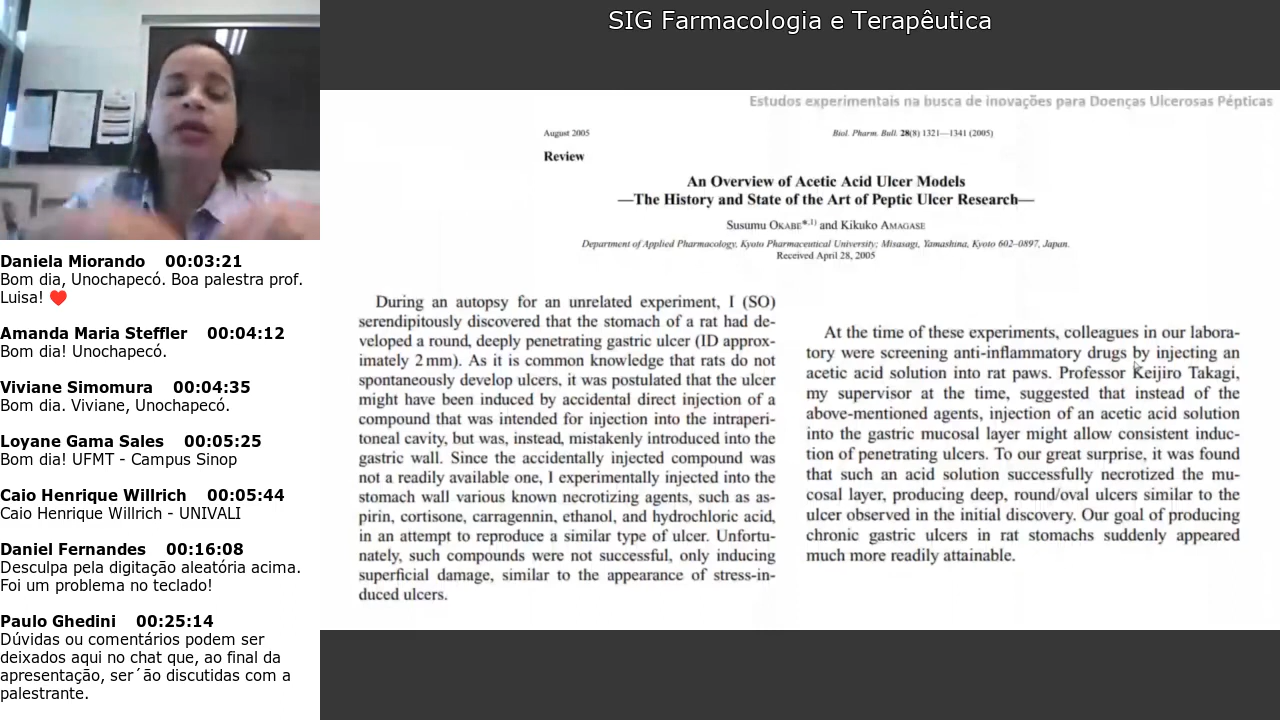 SIG Farmacologia e Terapêutica
Daniela Miorando 00:03:21
Bom dia, Unochapecó. Boa palestra prof.
Luisa! ❤️
Amanda Maria Steffler 00:04:12
Bom dia! Unochapecó.
Viviane Simomura 00:04:35
Bom dia. Viviane, Unochapecó.
Loyane Gama Sales 00:05:25
Bom dia! UFMT - Campus Sinop
Caio Henrique Willrich 00:05:44
Caio Henrique Willrich - UNIVALI
Daniel Fernandes 00:16:08
Desculpa pela digitação aleatória acima.
Foi um problema no teclado!
Paulo Ghedini 00:25:14
Dúvidas ou comentários podem ser
deixados aqui no chat que, ao final da
apresentação, ser´ão discutidas com a
palestrante.
Estudos experimentais na busca de inovações para Doenças Ulcerosas Pépticas
August 2005
Biol. Pharm. Bull. 28(8) 1321—1341 (2005)
Review
An Overview of Acetic Acid Ulcer Models
—The History and State of the Art of Peptic Ulcer Research—
Susumu OKABE*,1) and Kikuko AMAGASE
Department of Applied Pharmacology, Kyoto Pharmaceutical University; Misasagi, Yamashina, Kyoto 602–0897, Japan.
Received April 28, 2005
During an autopsy for an unrelated experiment, I (SO)
serendipitously discovered that the stomach of a rat had de-
veloped a round, deeply penetrating gastric ulcer (ID approx-
imately 2 mm). As it is common knowledge that rats do not
spontaneously develop ulcers, it was postulated that the ulcer
might have been induced by accidental direct injection of a
compound that was intended for injection into the intraperi-
toneal cavity, but was, instead, mistakenly introduced into the
gastric wall. Since the accidentally injected compound was
not a readily available one, I experimentally injected into the
stomach wall various known necrotizing agents, such as as-
pirin, cortisone, carragennin, ethanol, and hydrochloric acid,
in an attempt to reproduce a similar type of ulcer. Unfortu-
nately, such compounds were not successful, only inducing
superficial damage, similar to the appearance of stress-in-
duced ulcers.
At the time of these experiments, colleagues in our labora-
tory were screening anti-inflammatory drugs by injecting an
acetic acid solution into rat paws. Professor Keijiro Takagi,
my supervisor at the time, suggested that instead of the
above-mentioned agents, injection of an acetic acid solution
into the gastric mucosal layer might allow consistent induc-
tion of penetrating ulcers. To our great surprise, it was found
that such an acid solution successfully necrotized the mu-
cosal layer, producing deep, round/oval ulcers similar to the
ulcer observed in the initial discovery. Our goal of producing
chronic gastric ulcers in rat stomachs suddenly appeared
much more readily attainable.